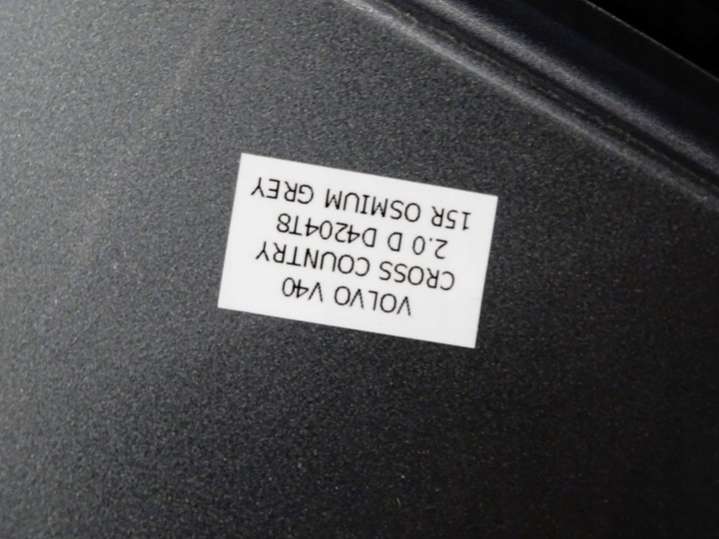 VOLVO V40
CROSS COUNTRY
2.0 D D4204T8
15R OSMIUM GREY